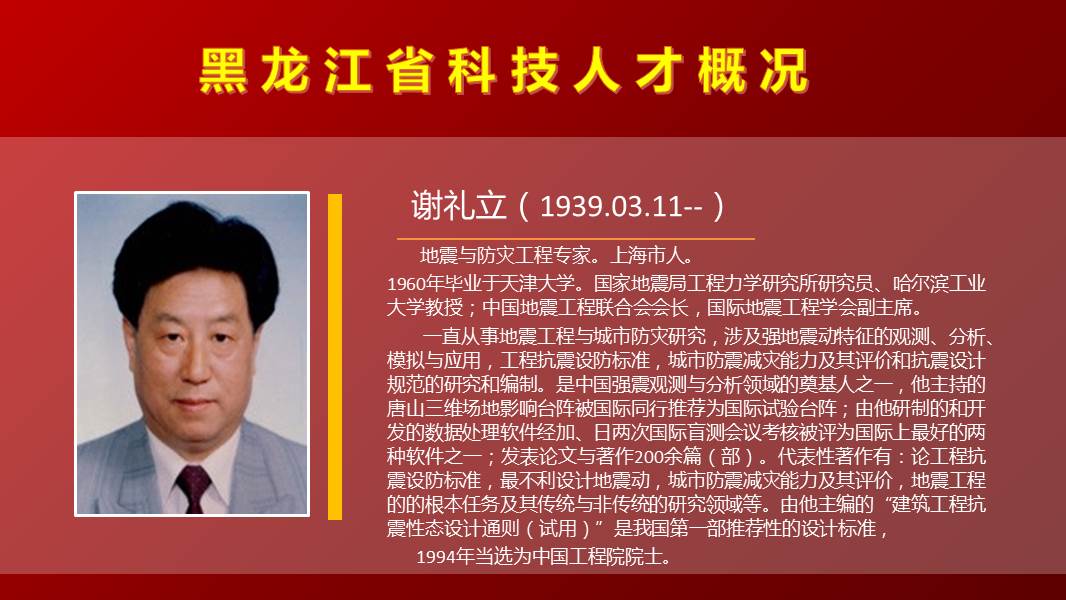 黑龙江省科技人才概况
谢礼立（1939.03.11--）
地震与防灾工程专家。上海市人。
1960年毕业于天津大学。国家地震局工程力学研究所研究员、哈尔滨工业
大学教授；中国地震工程联合会会长，国际地震工程学会副主席。
一直从事地震工程与城市防灾研究，涉及强地震动特征的观测、分析、
模拟与应用，工程抗震设防标准，城市防震减灾能力及其评价和抗震设计
规范的研究和编制。是中国强震观测与分析领域的奠基人之一，他主持的
唐山三维场地影响台阵被国际同行推荐为国际试验台阵；由他研制的和开
发的数据处理软件经加、日两次国际盲测会议考核被评为国际上最好的两
种软件之一；发表论文与著作200余篇（部）。代表性著作有：论工程抗
震设防标准，最不利设计地震动，城市防震减灾能力及其评价，地震工程
的的根本任务及其传统与非传统的研究领域等。由他主编的“建筑工程抗
震性态设计通则（试用）”是我国第一部推荐性的设计标准，
1994年当选为中国工程院院士。